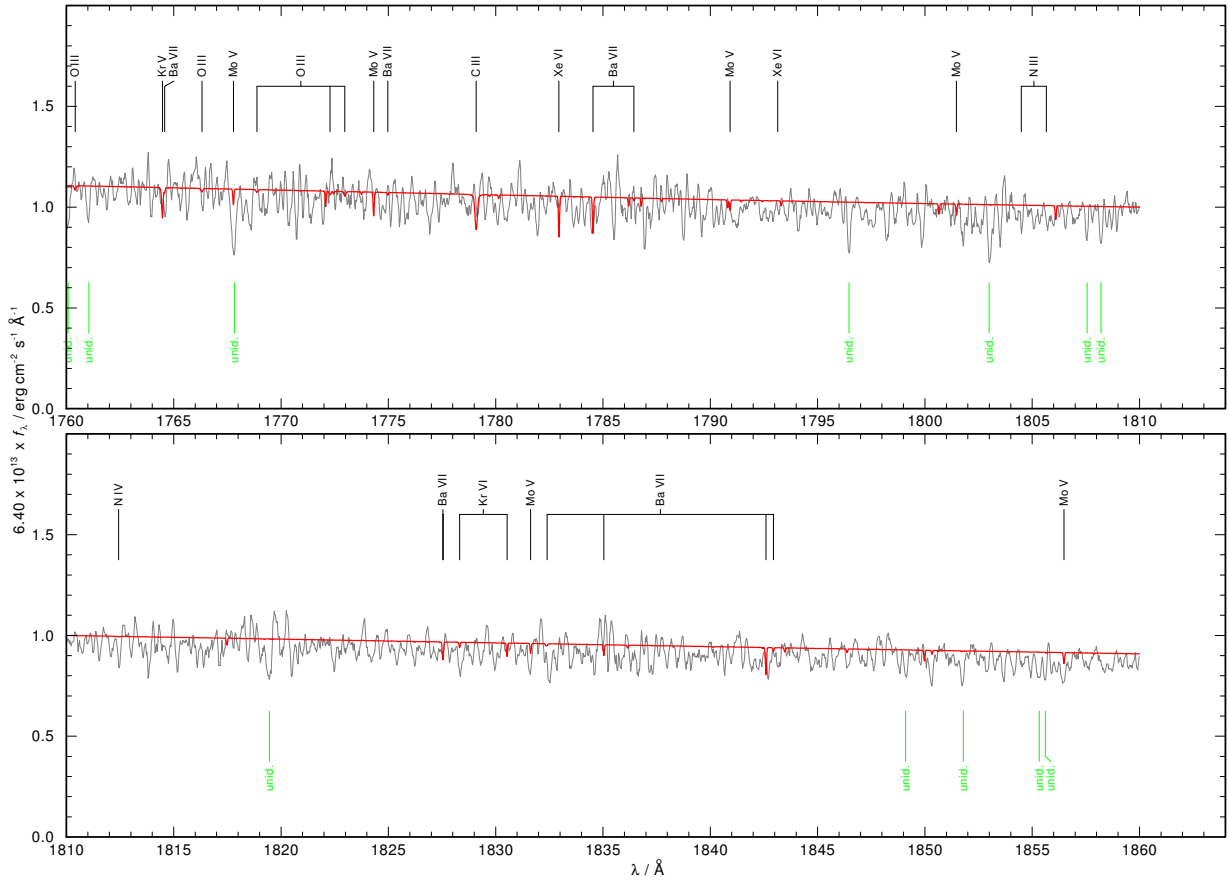 O III Kr V Ba VII O III Mo V O III Mo V Ba VII C III Xe VI Ba VII Mo V Xe VI Mo V N III
1.5
1.0
0.5
0.0
unid. unid. unid. unid. unid. unid. unid.
1760 1765 1770 1775 1780 1785 1790 1795 1800 1805 1810
6.40 x 10¹³ x f_λ / erg cm⁻² s⁻¹ Å⁻¹
N IV Ba VII Kr VI Mo V Ba VII Mo V
1.5
1.0
0.5
0.0
unid. unid. unid. unid. unid.
1810 1815 1820 1825 1830 1835 1840 1845 1850 1855 1860
λ / Å